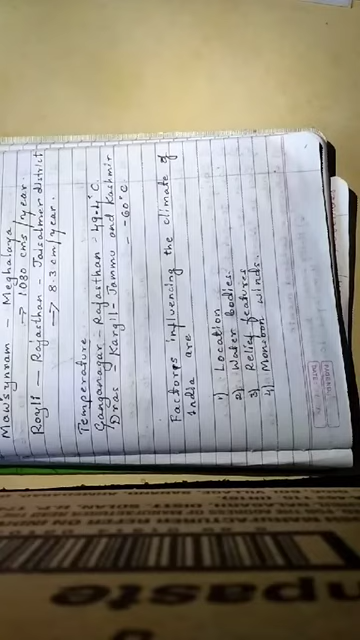 Mawsynram - Meghalaya
→ 1080 cms/year.
Royli - Rajasthan - Jaisalmer district
→ 8.3 cm/year.
Temperature
Ganganagar - Rajasthan - 49.4°C
Dras - Kargil - Jammu and Kashmir
- -60°C
Factors influencing the climate of
India are
1) Location
2) Water bodies.
3) Relief features
4) Monsoon winds.
npaste